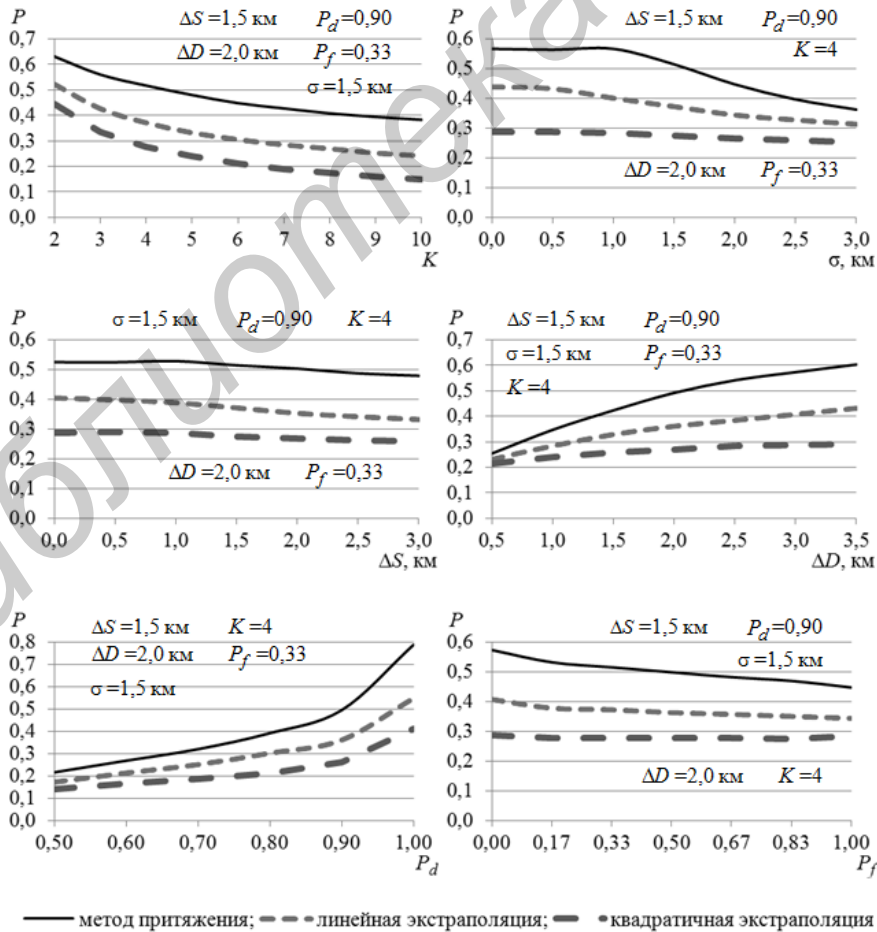 P
ΔS =1,5 км P_d =0,90
ΔD =2,0 км P_f =0,33
σ =1,5 км
0,7
0,6
0,5
0,4
0,3
0,2
0,1
0,0
2 3 4 5 6 7 8 9 10
K
P
ΔS =1,5 км P_d =0,90
K =4
ΔD =2,0 км P_f =0,33
0,6
0,5
0,4
0,3
0,2
0,1
0,0
0,0 0,5 0,5 1,0 1,5 2,0 2,5 3,0
σ, км
P
σ =1,5 км P_d =0,90 K =4
ΔD =2,0 км P_f =0,33
0,6
0,5
0,4
0,3
0,2
0,1
0,0
0,0 0,5 1,0 1,5 2,0 2,5 3,0
ΔS, км
P
ΔS =1,5 км P_d =0,90
σ =1,5 км P_f =0,33
K =4
0,7
0,6
0,5
0,4
0,3
0,2
0,1
0,0
0,5 1,0 1,5 2,0 2,5 3,0 3,5
ΔD, км
P
ΔS =1,5 км K =4
ΔD =2,0 км P_f =0,33
σ =1,5 км
0,8
0,7
0,6
0,5
0,4
0,3
0,2
0,1
0,0
0,50 0,60 0,70 0,80 0,90 1,00
P_d
P
ΔS =1,5 км P_d =0,90
σ =1,5 км
ΔD =2,0 км K =4
0,6
0,5
0,4
0,3
0,2
0,1
0,0
0,00 0,17 0,33 0,50 0,67 0,83 1,00
P_f
метод притяжения; линейная экстраполяция; квадратичная экстраполяция